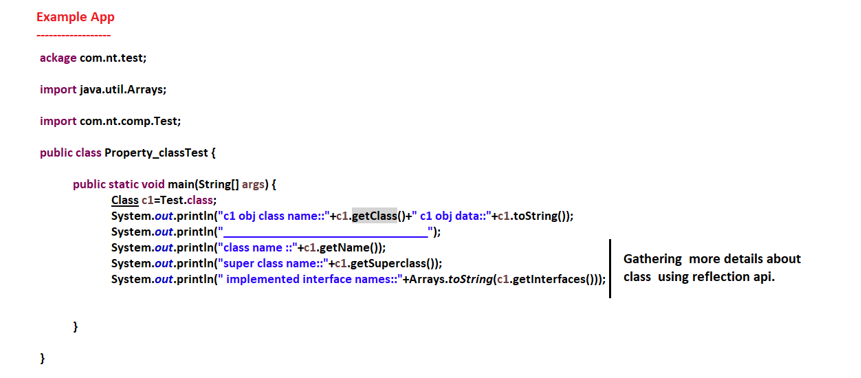 Example App
------------------
ackage com.nt.test;
import java.util.Arrays;
import com.nt.comp.Test;
public class Property_classTest {
public static void main(String[] args) {
Class c1=Test.class;
System.out.println("c1 obj class name::"+c1.getClass()+" c1 obj data::"+c1.toString());
System.out.println("________________________________");
System.out.println("class name ::"+c1.getName());
System.out.println("super class name::"+c1.getSuperclass());
System.out.println(" implemented interface names::"+Arrays.toString(c1.getInterfaces()));
Gathering more details about
class using reflection api.
}
}